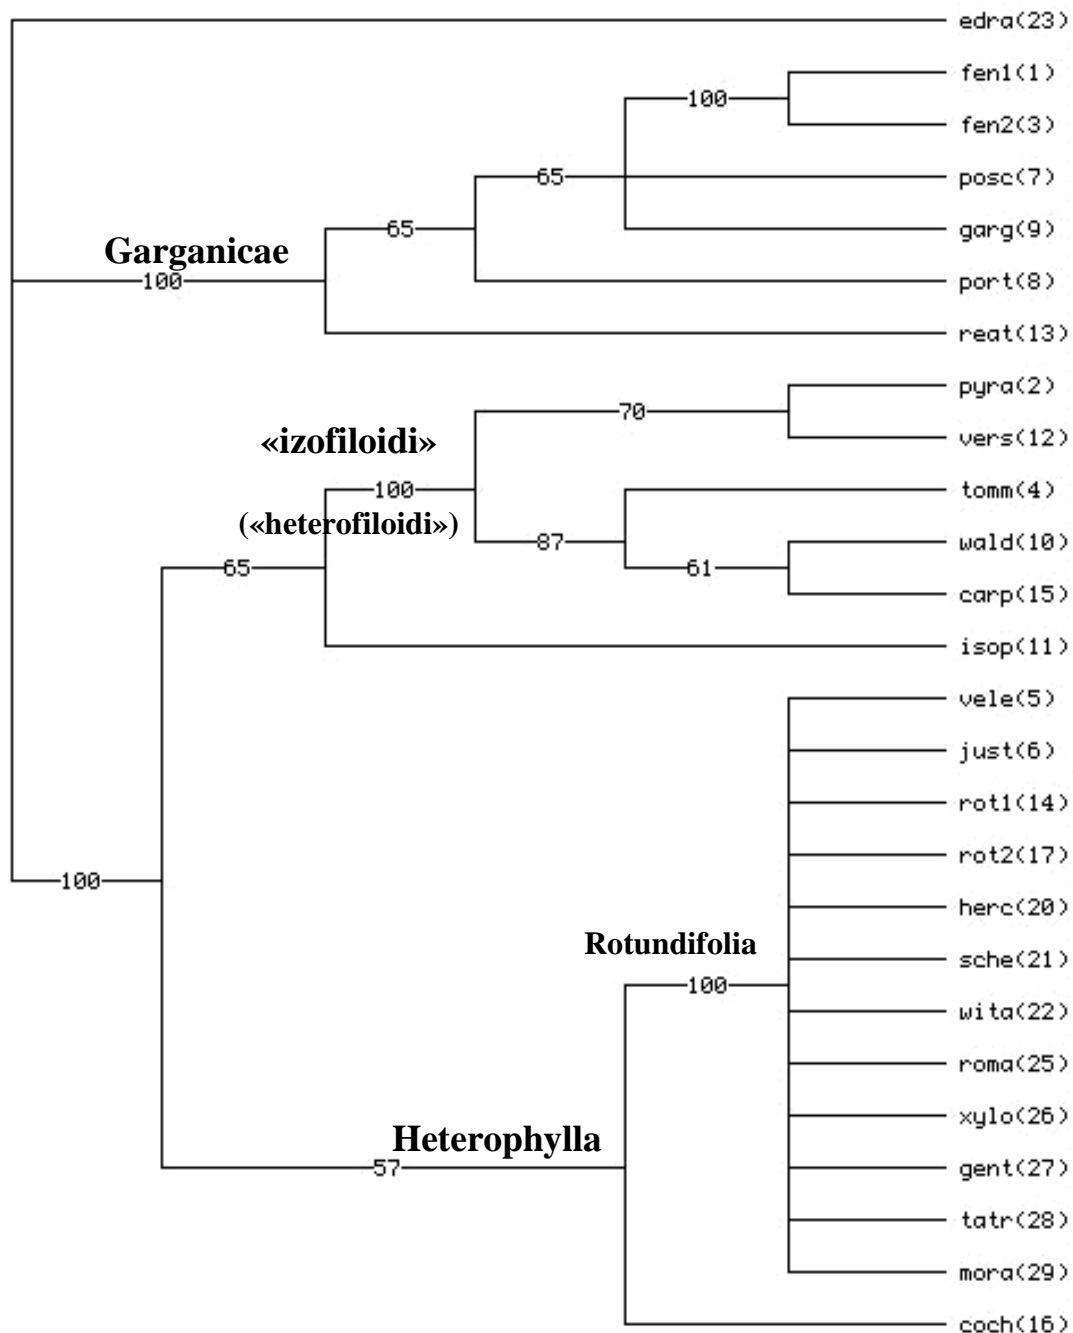 edra(23)
fen1(1)
100
fen2(3)
65
posc(7)
65
garg(9)
Garganicae
100
port(8)
reat(13)
pyra(2)
70
«izofiloidi»
vers(12)
100
tomm(4)
(«heterofiloidi»)
87
wald(10)
65
61
carp(15)
isop(11)
vele(5)
just(6)
rot1(14)
rot2(17)
100
herc(20)
Rotundifolia
sche(21)
100
wita(22)
roma(25)
xylo(26)
Heterophylla
57
gent(27)
tatr(28)
mora(29)
coch(16)